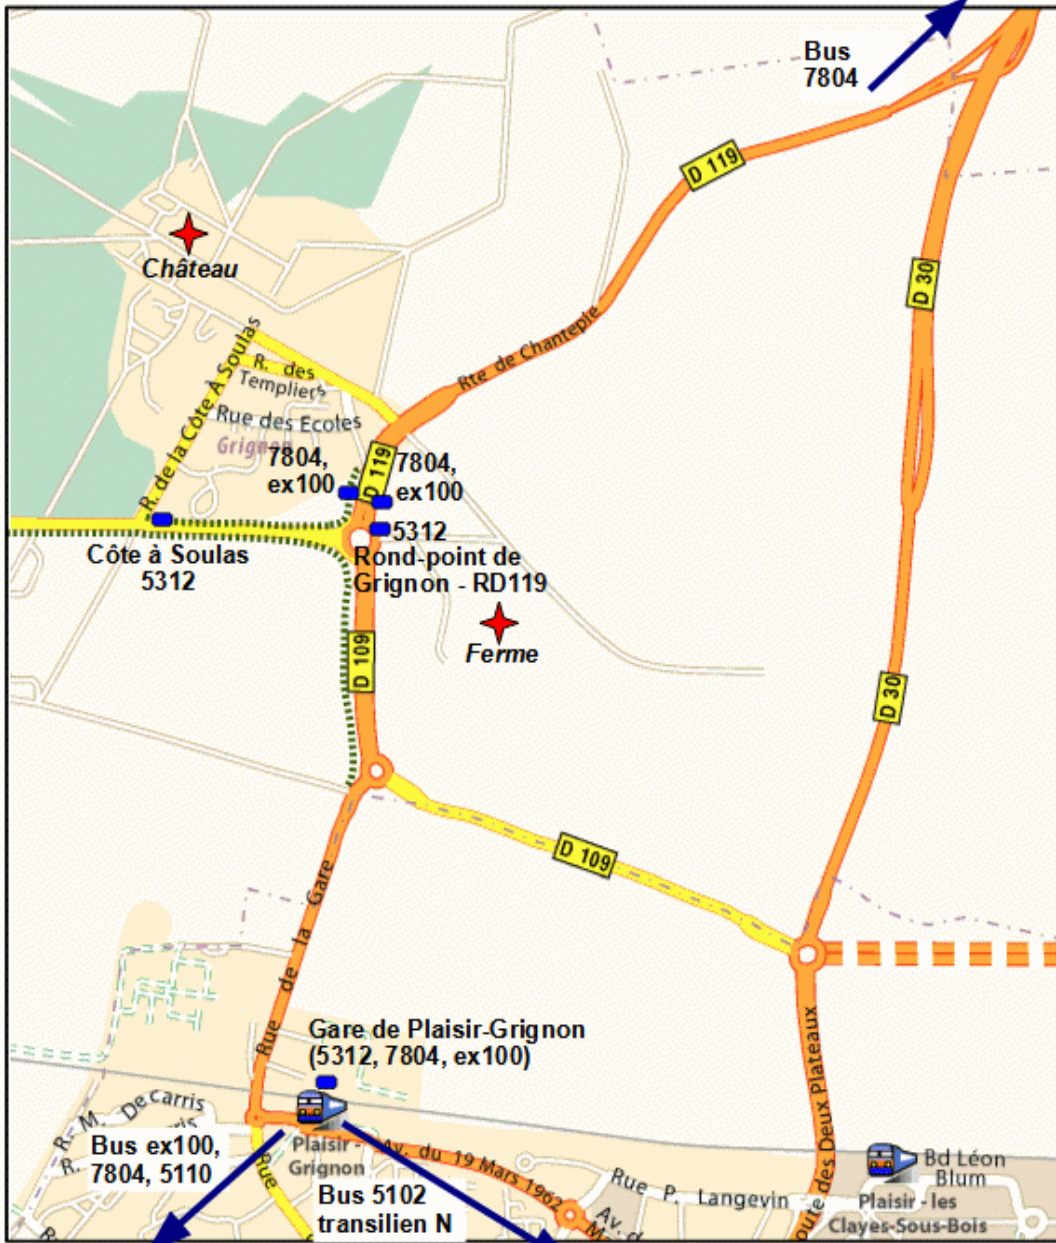 Bus
7804
D 119
Château
D 30
Rte de Chantepie
R. de la Côte À Soulas
R. des
Templiers
Rue des Ecoles
Grignon
7804,
ex100
D 119
7804,
ex100
5312
Côte à Soulas
5312
Rond-point de
Grignon - RD119
Ferme
D 109
D 30
D 109
Rue de la Gare
Gare de Plaisir-Grignon
(5312, 7804, ex100)
Route des Deux Plateaux
R. M. Decarris
R.
Bus ex100,
7804, 5110
Rue
Plaisir -
Grignon
Av. du 19 Mars 1962
Bus 5102
transilien N
Rue P. Langevin
Av. d
Bd Léon
Blum
Plaisir - les
Clayes-Sous-Bois